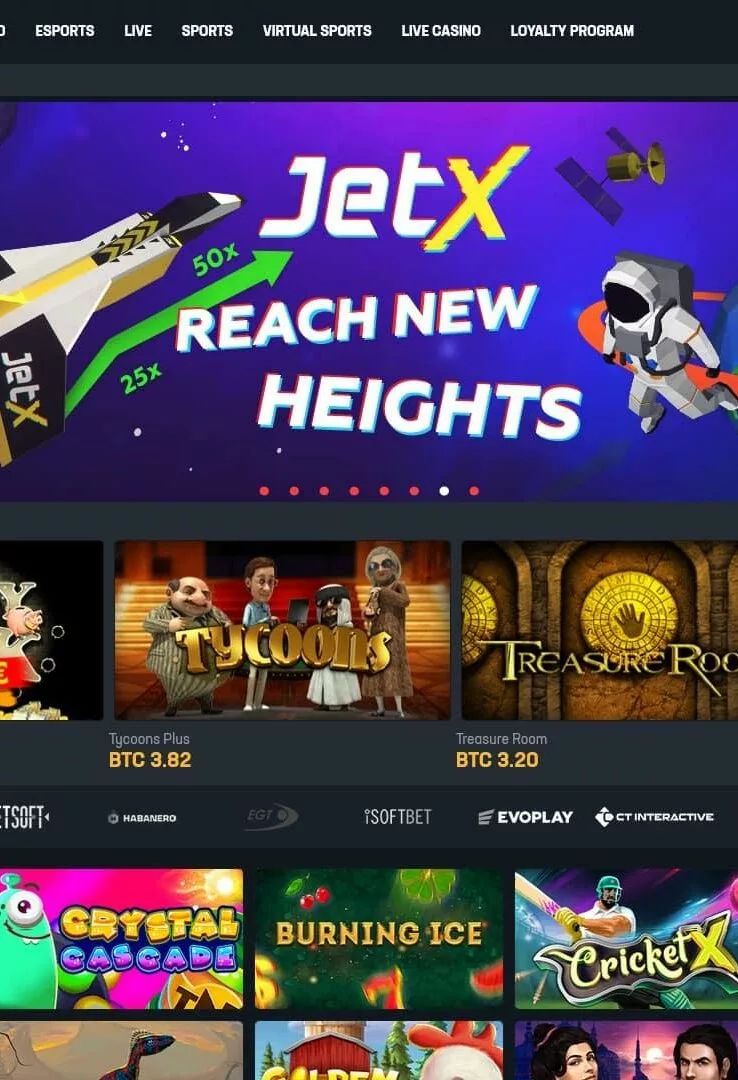 ESPORTS LIVE SPORTS VIRTUAL SPORTS LIVE CASINO LOYALTY PROGRAM
JetX
50x
REACH NEW
25x
HEIGHTS
JetX
TYCOONS
TREASURE ROO
Tycoons Plus
Treasure Room
BTC 3.82
BTC 3.20
ETSOFT
HABANERO
EGT
iSOFTBET
EVOPLAY
CT INTERACTIVE
CRYSTAL
CASCADE
BURNING ICE
CricketX
GOLDEN